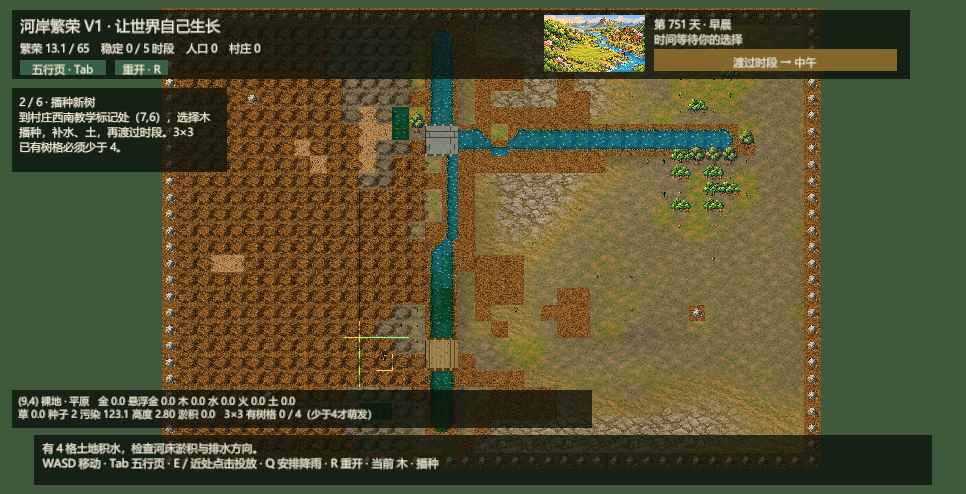 河岸繁荣 V1 · 让世界自己生长
繁荣 13.1 / 65 稳定 0 / 5 时段 人口 0 村庄 0
五行页 · Tab 重开 · R
第 751 天 · 早晨
时间等待你的选择
渡过时段 → 中午
2 / 6 · 播种新树
到村庄西南教学标记处（7,6），选择木
播种，补水、土，再渡过时段。3×3
已有树格必须少于 4。
(9,4) 裸地 · 平原 金 0.0 悬浮金 0.0 木 0.0 水 0.0 火 0.0 土 0.0
草 0.0 种子 2 污染 123.1 高度 2.80 淤积 0.0 3×3 有树格 0 / 4（少于4才萌发）
有 4 格土地积水，检查河床淤积与排水方向。
WASD 移动 · Tab 五行页 · E / 近处点击投放 · Q 安排降雨 · R 重开 · 当前 木 · 播种